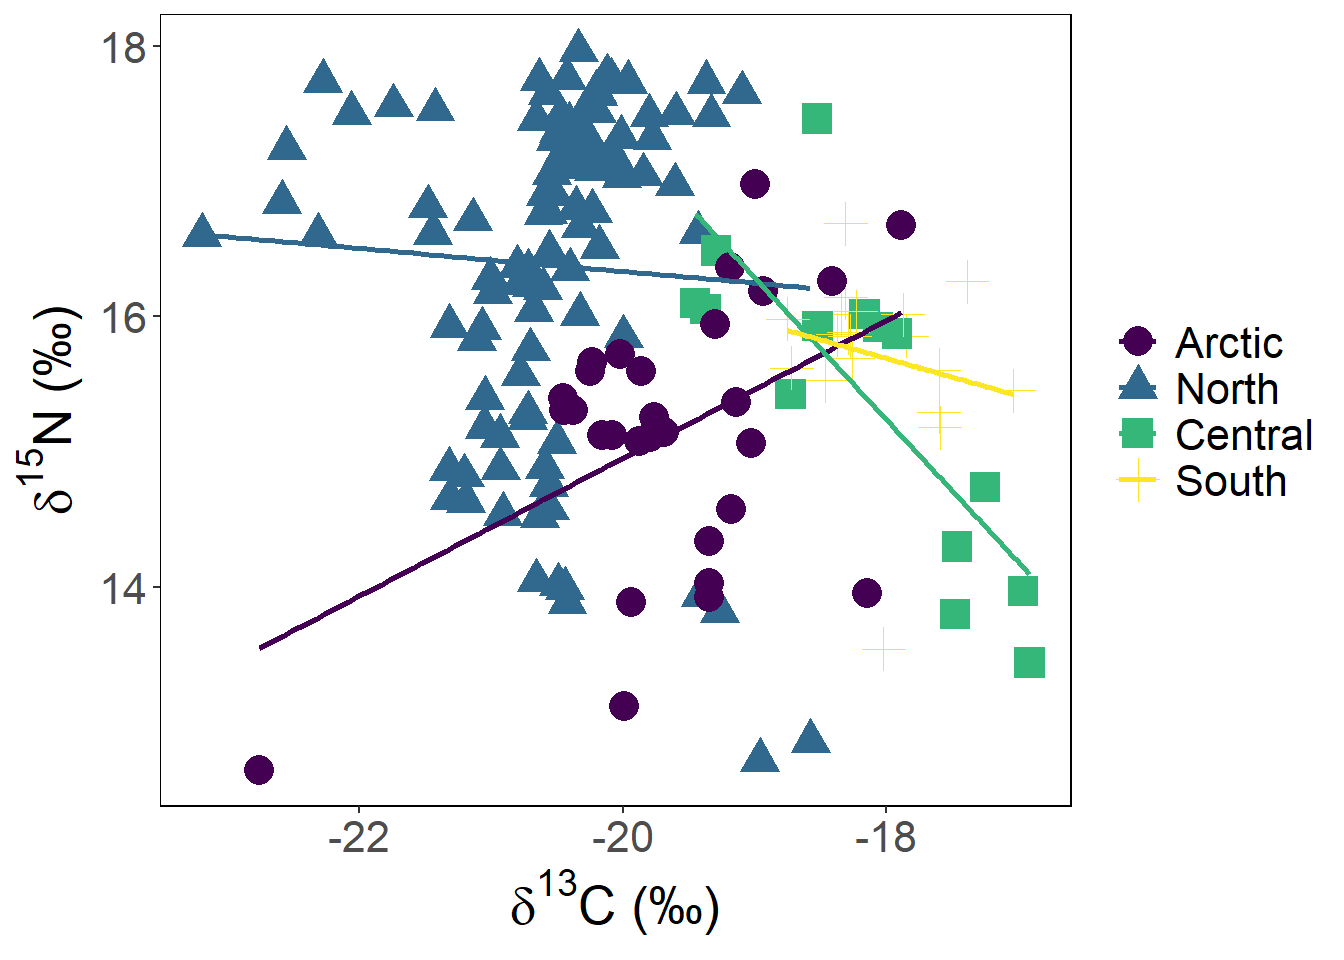 18
16
14
δ15N (‰)
-22
-20
-18
δ13C (‰)
Arctic
North
Central
South